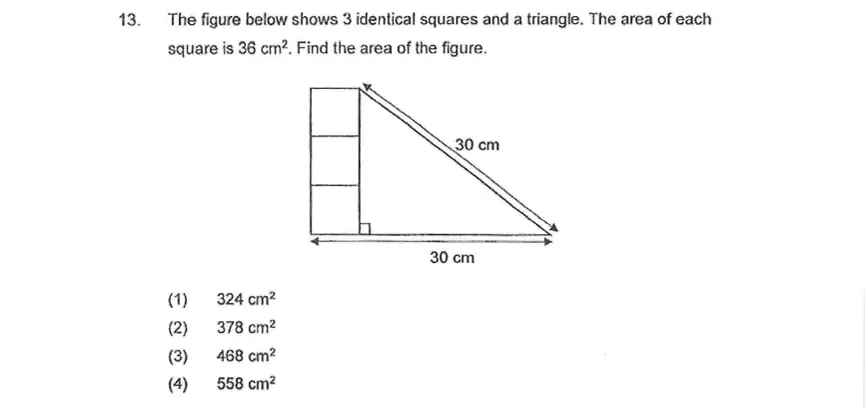 13. The figure below shows 3 identical squares and a triangle. The area of each
square is 36 cm². Find the area of the figure.
30 cm
30 cm
(1) 324 cm²
(2) 378 cm²
(3) 468 cm²
(4) 558 cm²